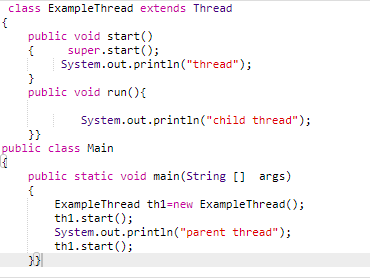 class ExampleThread extends Thread
{
public void start()
{     super.start();
System.out.println("thread");
}
public void run(){
System.out.println("child thread");
}}
public class Main
{
public static void main(String []  args)
{
ExampleThread th1=new ExampleThread();
th1.start();
System.out.println("parent thread");
th1.start();
}}